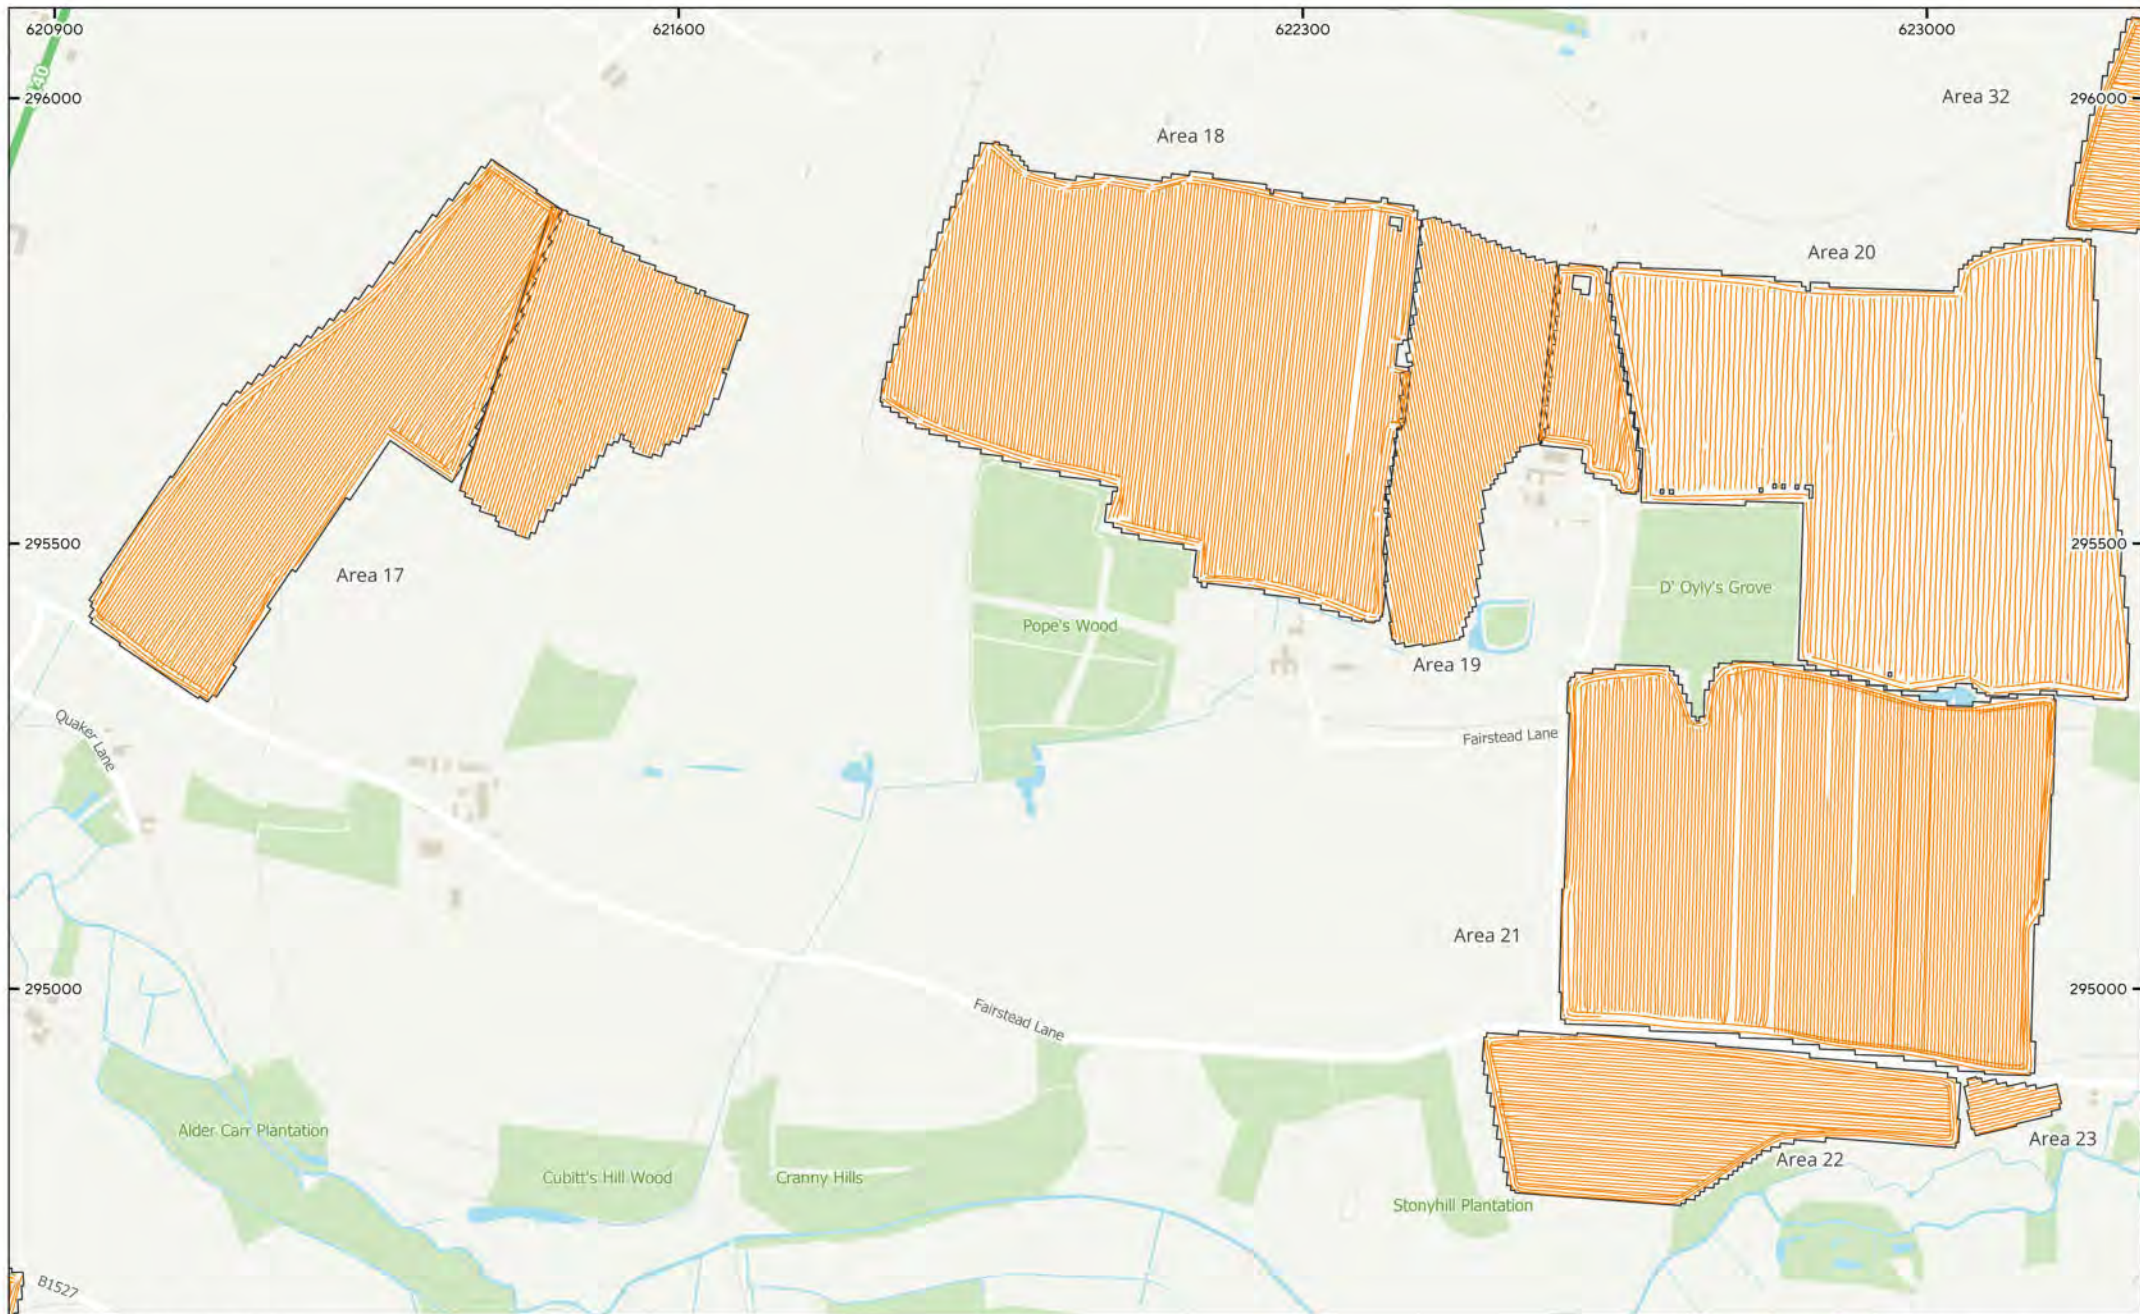 620900
621600
622300
623000
296000
Area 32
296000
Area 18
Area 20
295500
Area 17
295500
D' Oyly's Grove
Pope's Wood
Area 19
Quaker Lane
Fairstead Lane
Area 21
295000
295000
Fairstead Lane
Alder Carr Plantation
Area 23
Area 22
Cubitt's Hill Wood
Cranny Hills
Stonyhill Plantation
B1527